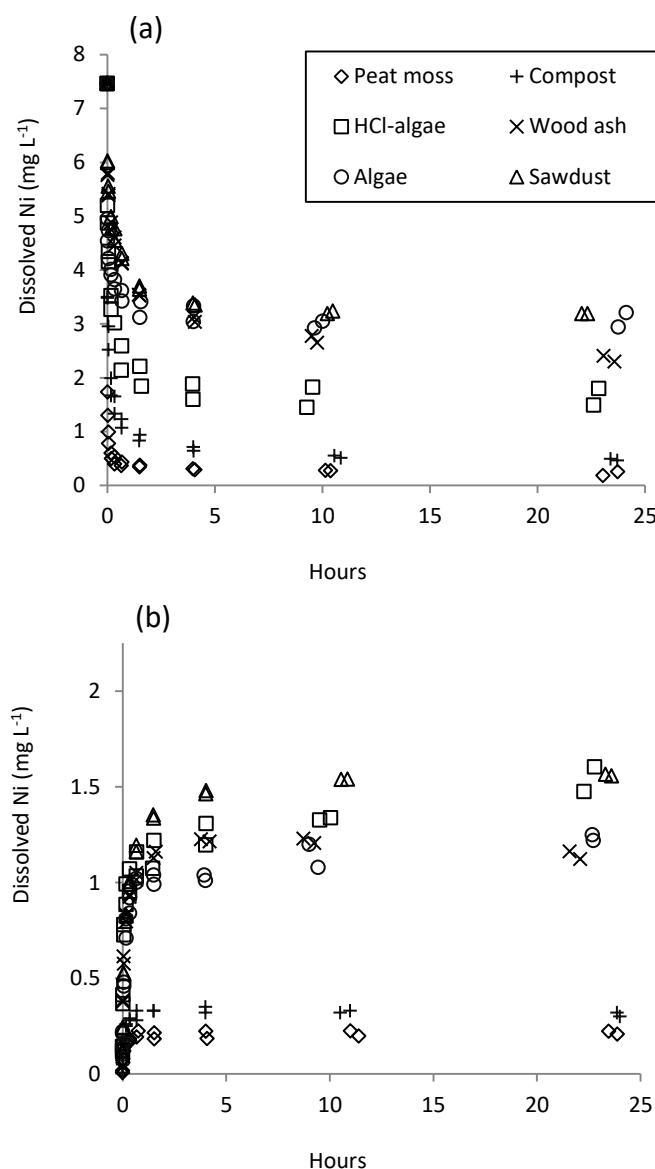 (a)
8
7
6
5
4
3
2
1
0
Dissolved Ni (mg L⁻¹)
Peat moss Compost
HCl-algae Wood ash
Algae Sawdust
0 5 10 15 20 25
Hours
(b)
2
1.5
1
0.5
0
Dissolved Ni (mg L⁻¹)
0 5 10 15 20 25
Hours